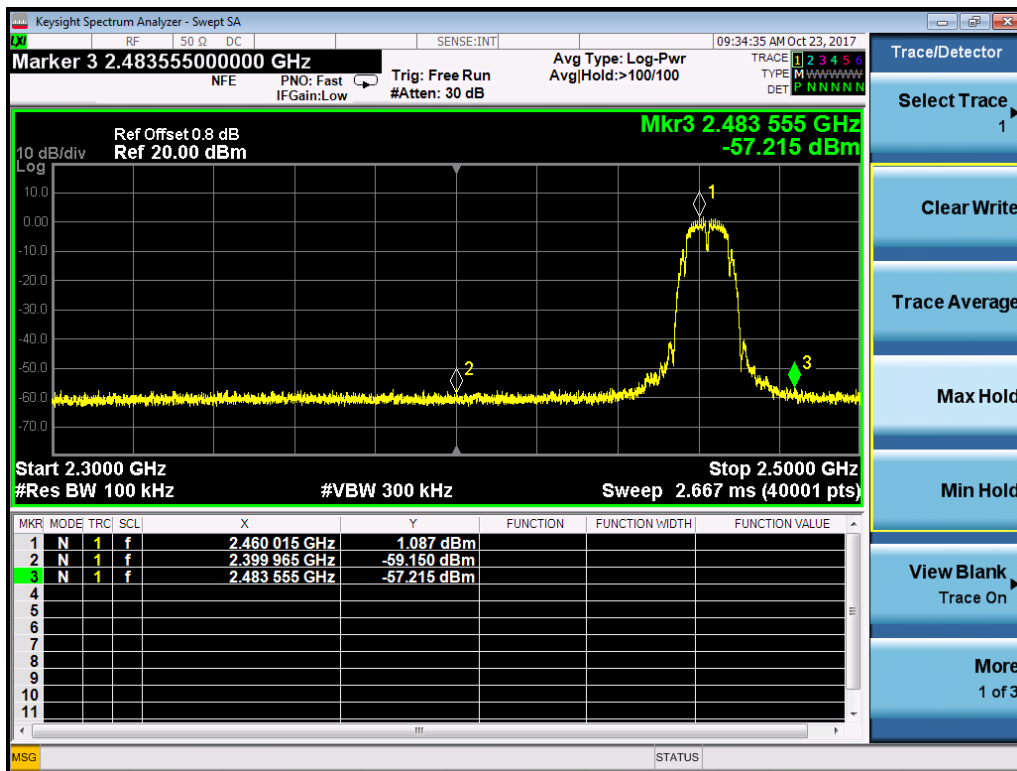 Keysight Spectrum Analyzer - Swept SA
LXI RF 50 Ω DC SENSE:INT 09:34:35 AM Oct 23, 2017
Marker 3 2.483555000000 GHz
NFE PNO: Fast IFGain:Low
Trig: Free Run
#Atten: 30 dB
Avg Type: Log-Pwr
Avg|Hold:>100/100
TRACE 1 2 3 4 5 6
TYPE M W W W W W
DET P N N N N N
Mkr3 2.483 555 GHz
-57.215 dBm
Ref Offset 0.8 dB
10 dB/div Ref 20.00 dBm
Log
10.0
0.00
-10.0
-20.0
-30.0
-40.0
-50.0
-60.0
-70.0
1
2
3
Start 2.3000 GHz Stop 2.5000 GHz
#Res BW 100 kHz #VBW 300 kHz Sweep 2.667 ms (40001 pts)
MKR MODE TRC SCL X Y FUNCTION FUNCTION WIDTH FUNCTION VALUE
1 N 1 f 2.460 015 GHz 1.087 dBm
2 N 1 f 2.399 965 GHz -59.150 dBm
3 N 1 f 2.483 555 GHz -57.215 dBm
4
5
6
7
8
9
10
11
MSG STATUS
Trace/Detector
Select Trace
1
Clear Write
Trace Average
Max Hold
Min Hold
View Blank
Trace On
More
1 of 3